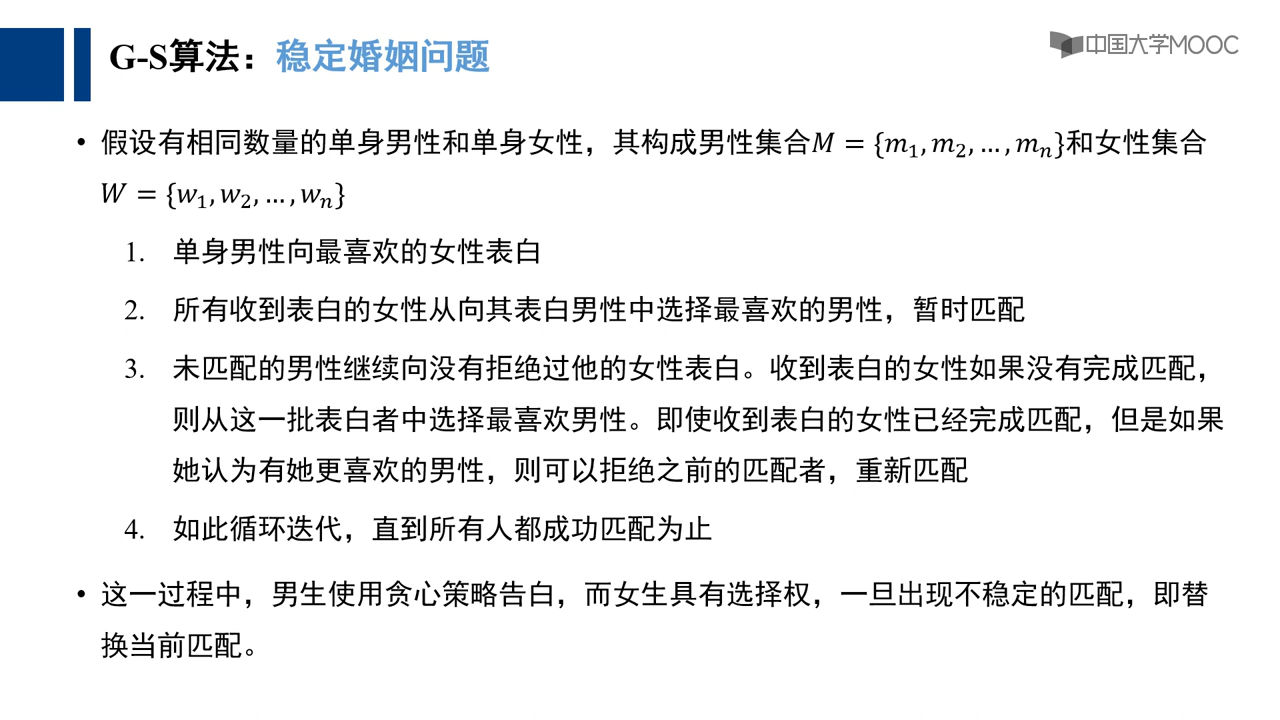 G-S算法：稳定婚姻问题
中国大学MOOC
• 假设有相同数量的单身男性和单身女性，其构成男性集合𝑀 = {𝑚₁, 𝑚₂, … , 𝑚ₙ}和女性集合
𝑊 = {𝑤₁, 𝑤₂, … , 𝑤ₙ}
1. 单身男性向最喜欢的女性表白
2. 所有收到表白的女性从向其表白男性中选择最喜欢的男性，暂时匹配
3. 未匹配的男性继续向没有拒绝过他的女性表白。收到表白的女性如果没有完成匹配，
则从这一批表白者中选择最喜欢男性。即使收到表白的女性已经完成匹配，但是如果
她认为有她更喜欢的男性，则可以拒绝之前的匹配者，重新匹配
4. 如此循环迭代，直到所有人都成功匹配为止
• 这一过程中，男生使用贪心策略告白，而女生具有选择权，一旦出现不稳定的匹配，即替
换当前匹配。